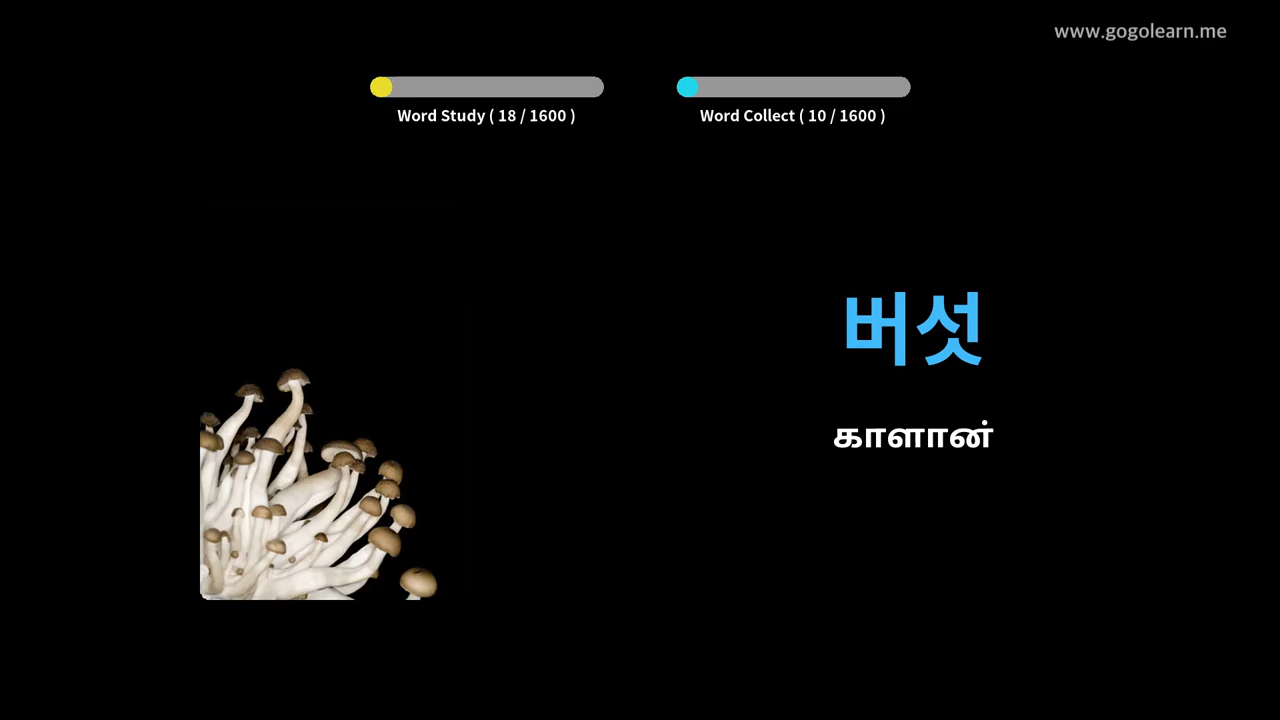 www.gogolearn.me
Word Study ( 18 / 1600 )
Word Collect ( 10 / 1600 )
버섯
காளான்